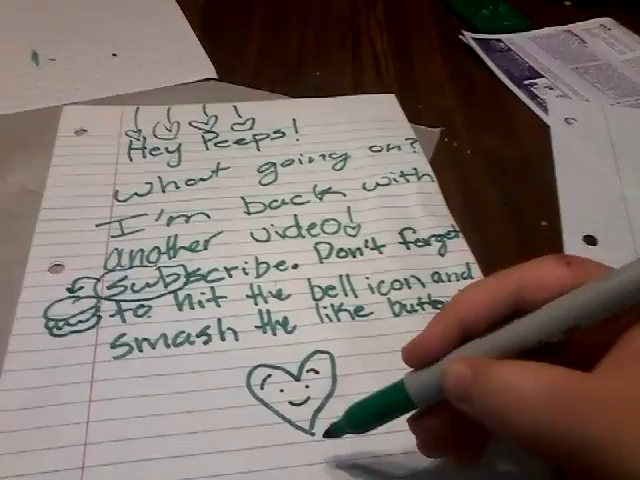 Hey Peeps!
what going on?
I'm back with
another video!
subscribe. Don't forget
to hit the bell icon and
smash the like button